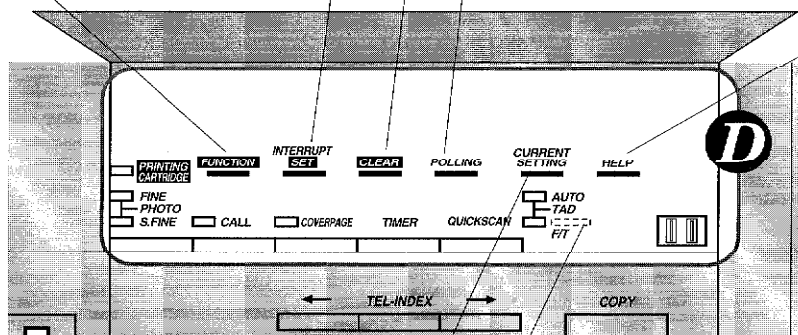 D
PRINTING
CARTRIDGE
FUNCTION
INTERRUPT
SET
CLEAR
POLLING
CURRENT
SETTING
HELP
FINE
PHOTO
S.FINE
CALL
COVERPAGE
TIMER
QUICKSCAN
AUTO
TAD
F/T
TEL-INDEX
COPY